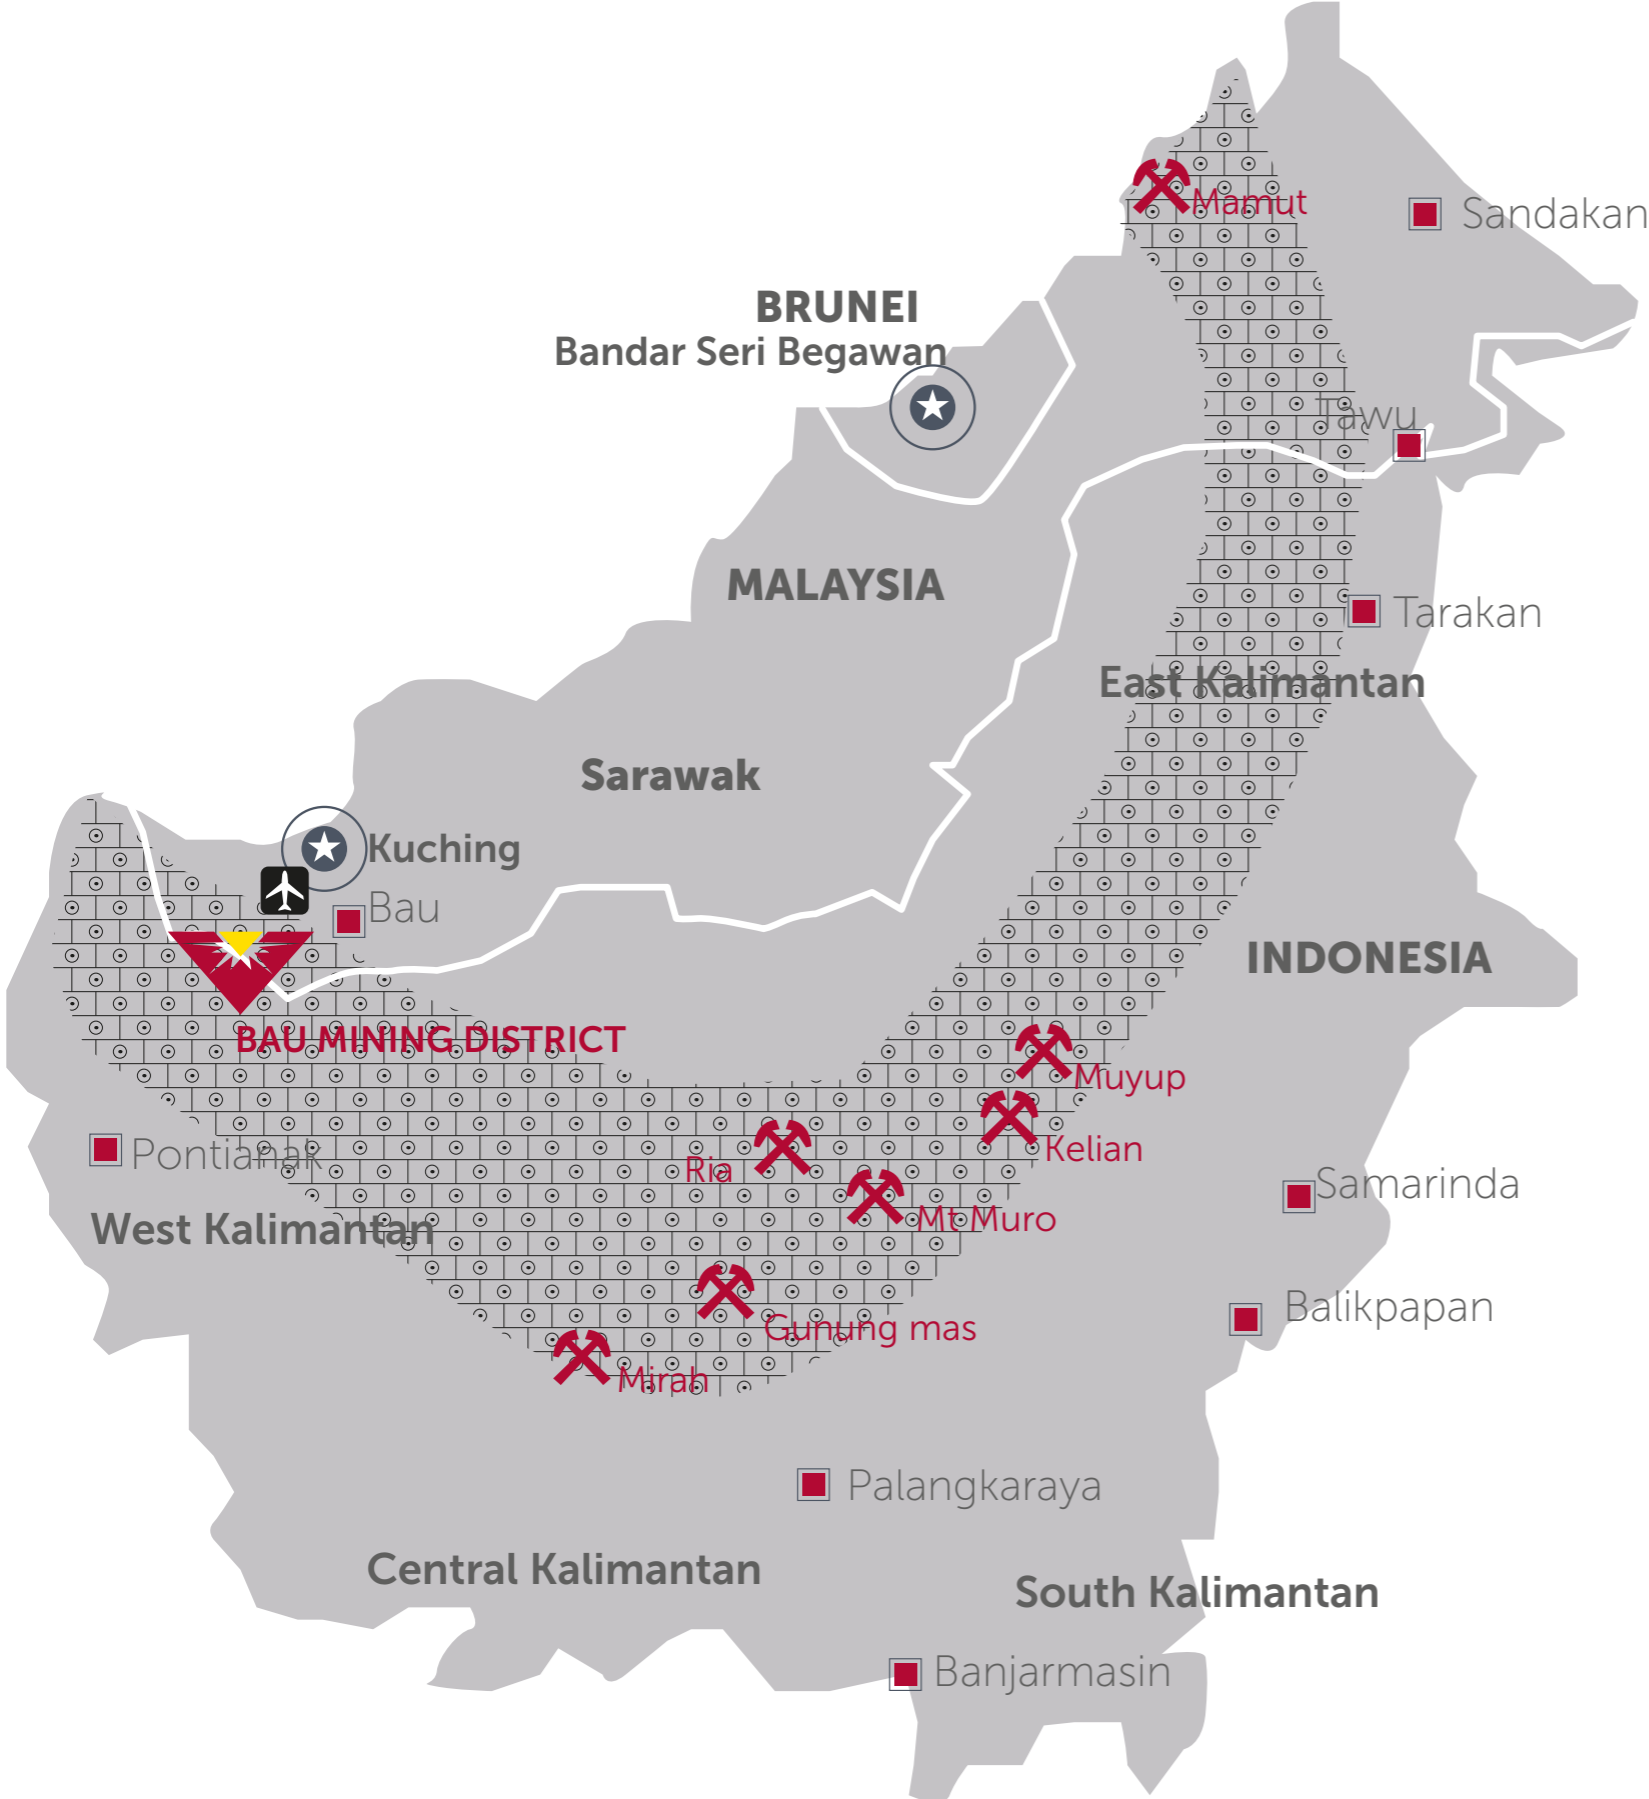 Mamut
Sandakan
BRUNEI
Bandar Seri Begawan
Tawu
MALAYSIA
Tarakan
East Kalimantan
Sarawak
Kuching
Bau
INDONESIA
BAU MINING DISTRICT
Muyup
Kelian
Pontianak
Ria
Samarinda
Mt Muro
West Kalimantan
Balikpapan
Gunung mas
Mirah
Palangkaraya
Central Kalimantan
South Kalimantan
Banjarmasin